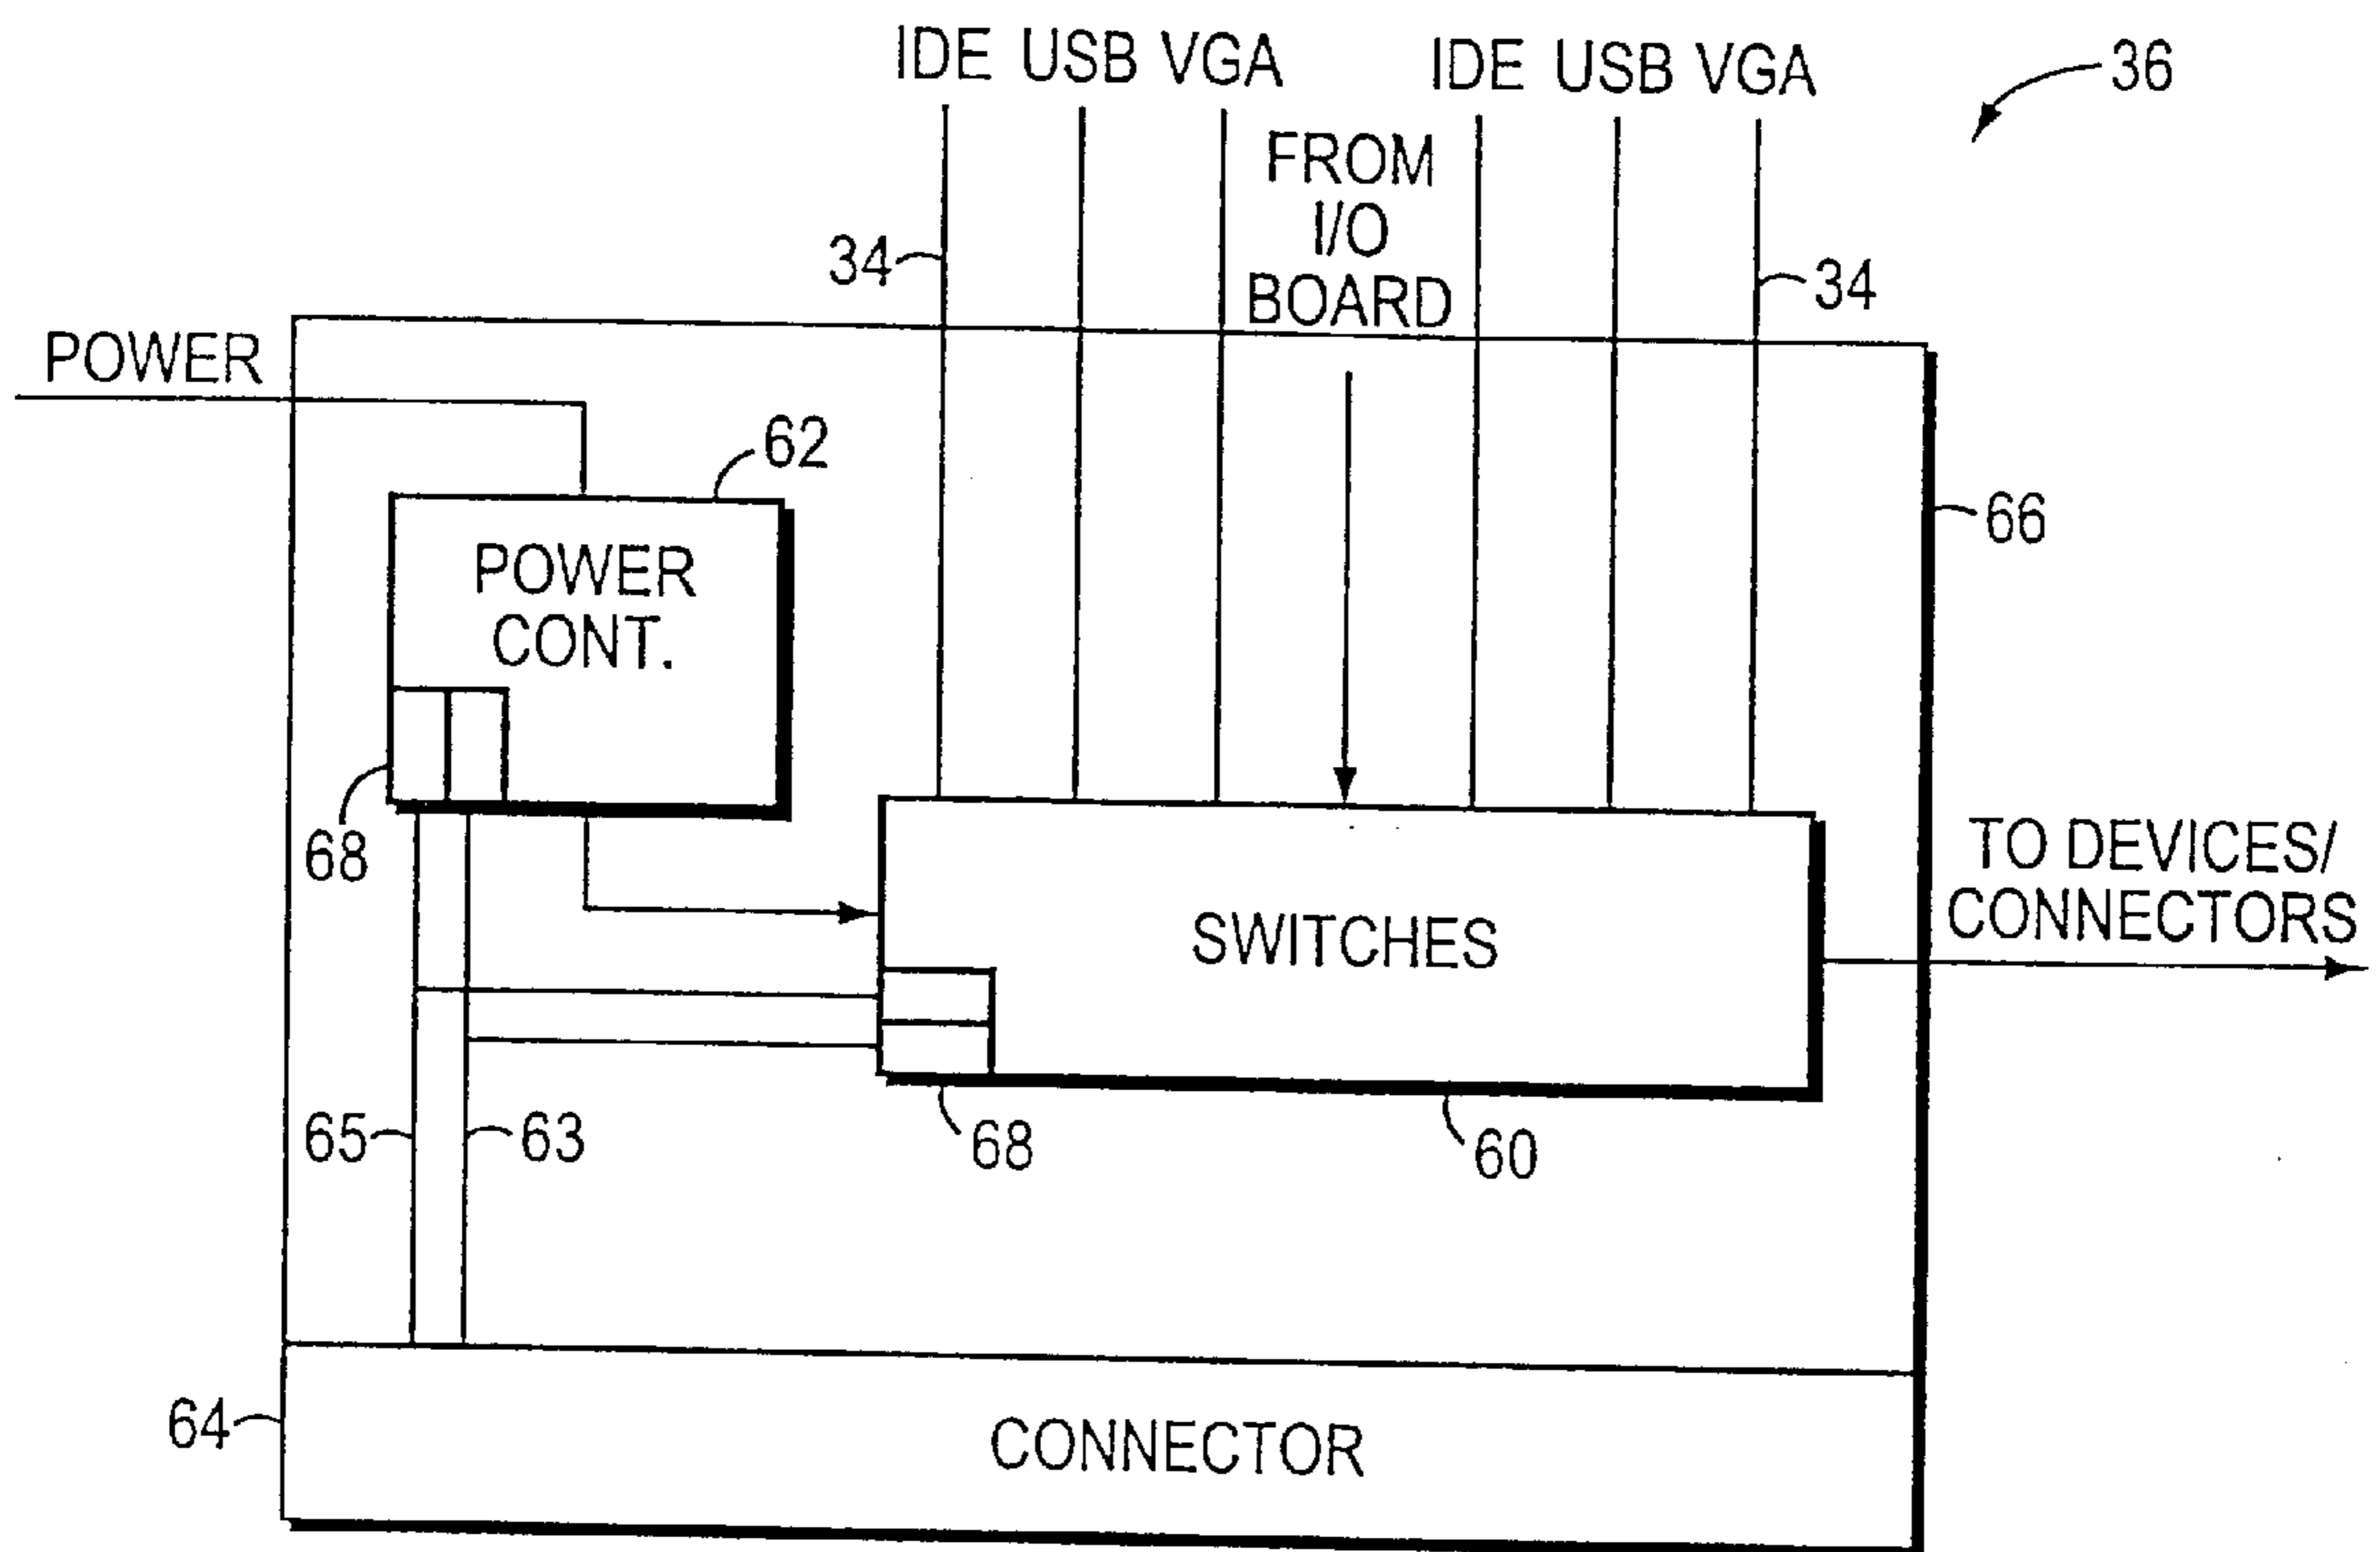 IDE USB VGA
IDE USB VGA
36
FROM
I/O
BOARD
34
34
POWER
62
66
POWER
CONT.
68
TO DEVICES/
CONNECTORS
SWITCHES
65
63
68
60
64
CONNECTOR